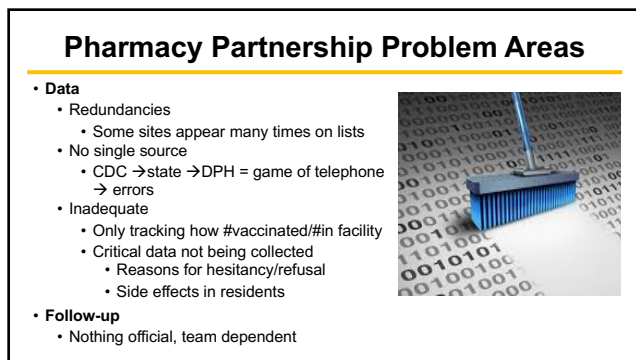 Pharmacy Partnership Problem Areas
• Data
• Redundancies
• Some sites appear many times on lists
• No single source
• CDC →state →DPH = game of telephone
→ errors
• Inadequate
• Only tracking how #vaccinated/#in facility
• Critical data not being collected
• Reasons for hesitancy/refusal
• Side effects in residents
• Follow-up
• Nothing official, team dependent